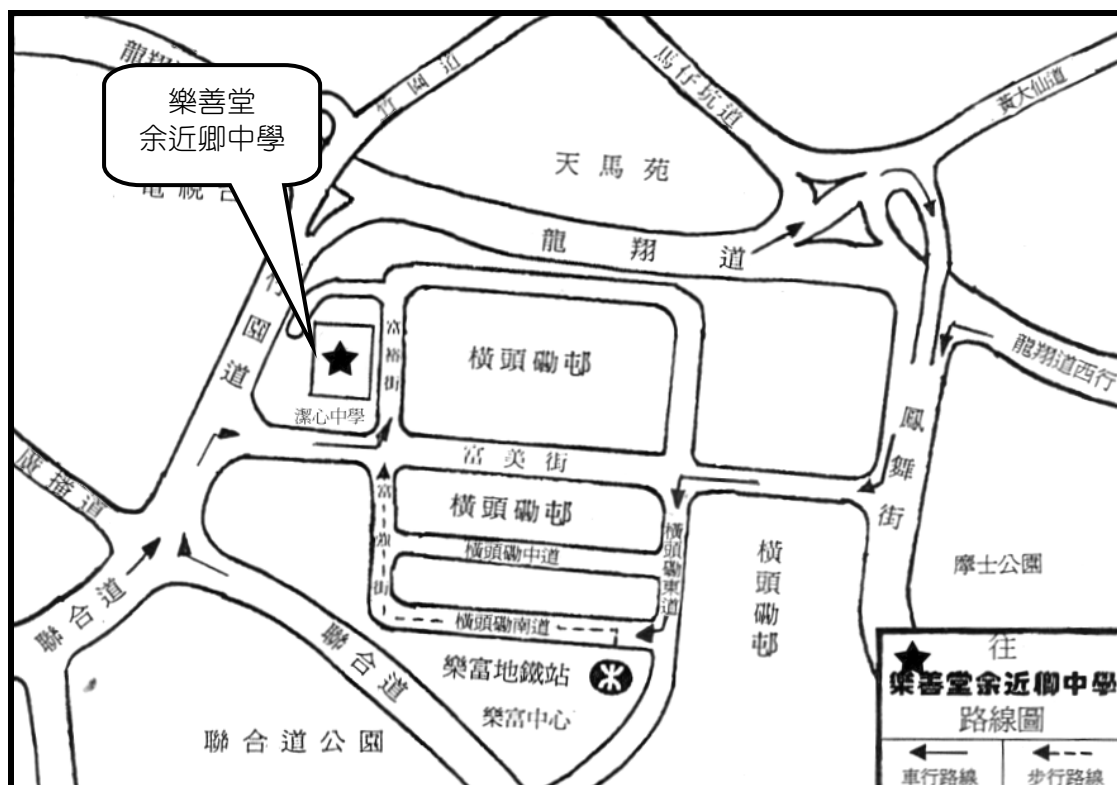 龍翔
竹園道
馬仔坑道
黃大仙道
樂善堂
余近卿中學
天馬苑
電視台
龍翔道
竹園道
富裕街
橫頭磡邨
龍翔道西行
潔心中學
鳳舞街
富美街
廣播道
橫頭磡邨
富旅街
橫頭磡中道
橫頭磡東道
橫頭磡邨
摩士公園
聯合道
聯合道
橫頭磡南道
樂富地鐵站
樂富中心
聯合道公園
往
樂善堂余近卿中學
路線圖
車行路線
步行路線